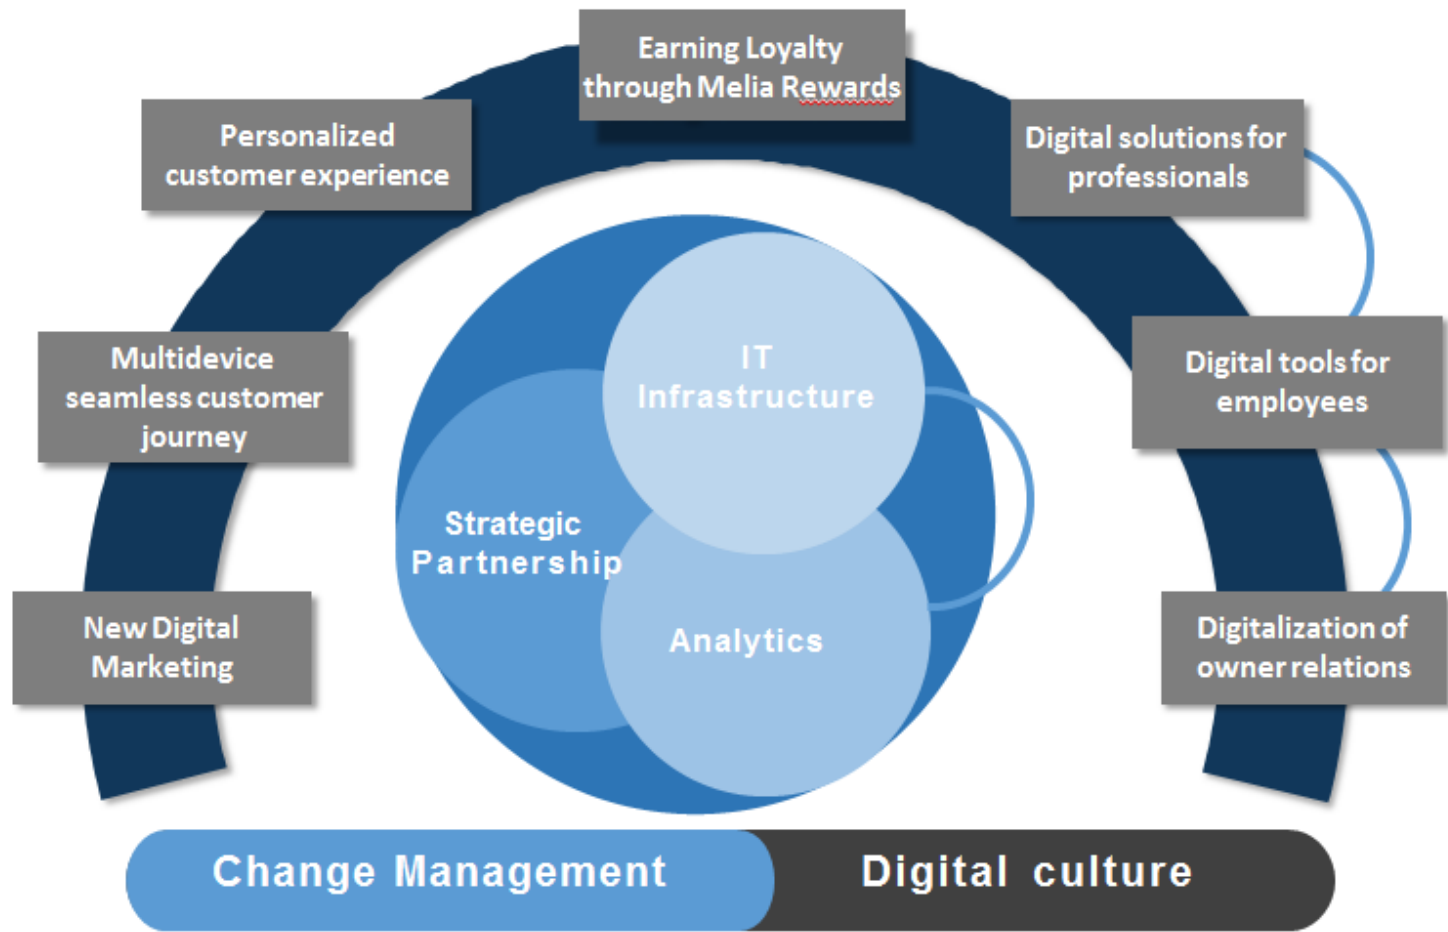 Earning Loyalty
through Melia Rewards
Personalized
customer experience
Digital solutions for
professionals
Multidevice
seamless customer
journey
IT
Infrastructure
Digital tools for
employees
Strategic
Partnership
Analytics
New Digital
Marketing
Digitalization of
owner relations
Change Management
Digital culture